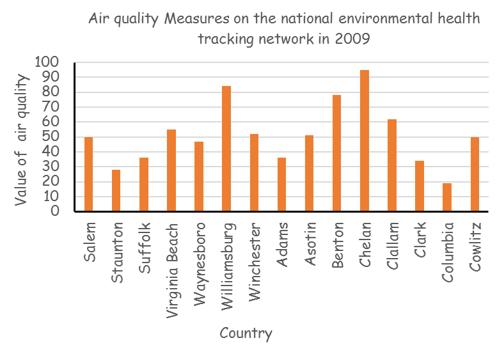 Air quality Measures on the national environmental health
tracking network in 2009
Value of air quality
100
90
80
70
60
50
40
30
20
10
0
Salem
Staunton
Suffolk
Virginia Beach
Waynesboro
Williamsburg
Winchester
Adams
Asotin
Benton
Chelan
Clallam
Clark
Columbia
Cowlitz
Country